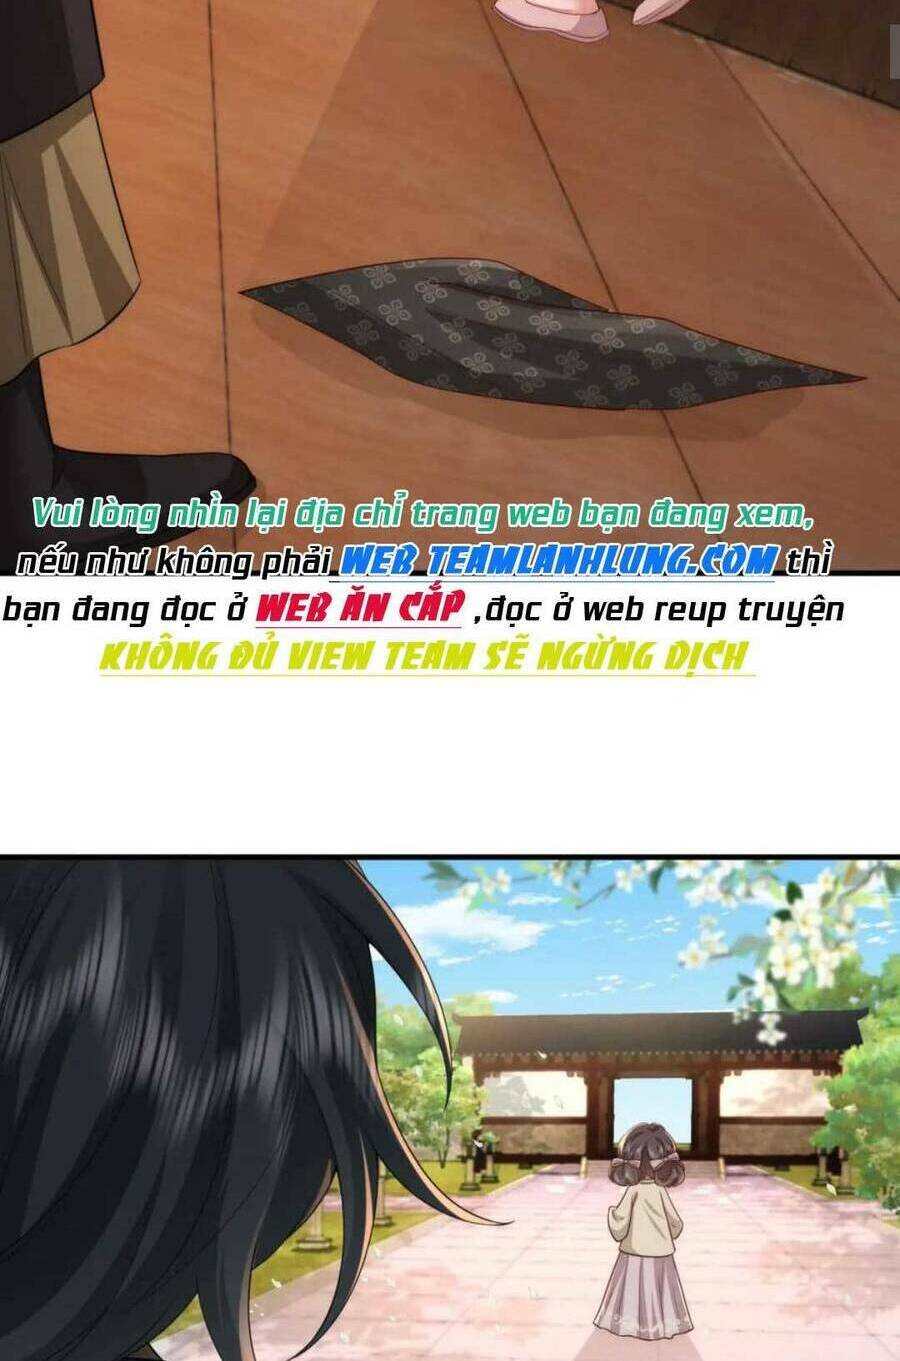 Vui lòng nhìn lại địa chỉ trang web bạn đang xem,
nếu như không phải WEB TEAMLANHLUNG.COM thì
bạn đang đọc ở WEB ĂN CẮP ,đọc ở web reup truyện
KHÔNG ĐỦ VIEW TEAM SẼ NGỪNG DỊCH